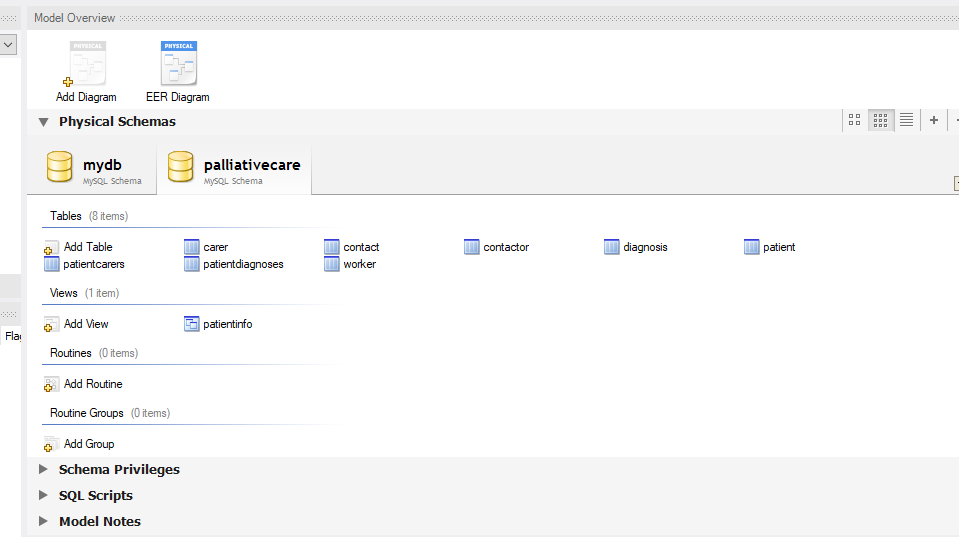 Model Overview
PHYSICAL PHYSICAL
Add Diagram EER Diagram
Physical Schemas
mydb palliativecare
MySQL Schema MySQL Schema
Tables (8 items)
Add Table carer contact contactor diagnosis patient
patientcarers patientdiagnoses worker
Views (1 item)
Add View patientinfo
Flag
Routines (0 items)
Add Routine
Routine Groups (0 items)
Add Group
Schema Privileges
SQL Scripts
Model Notes